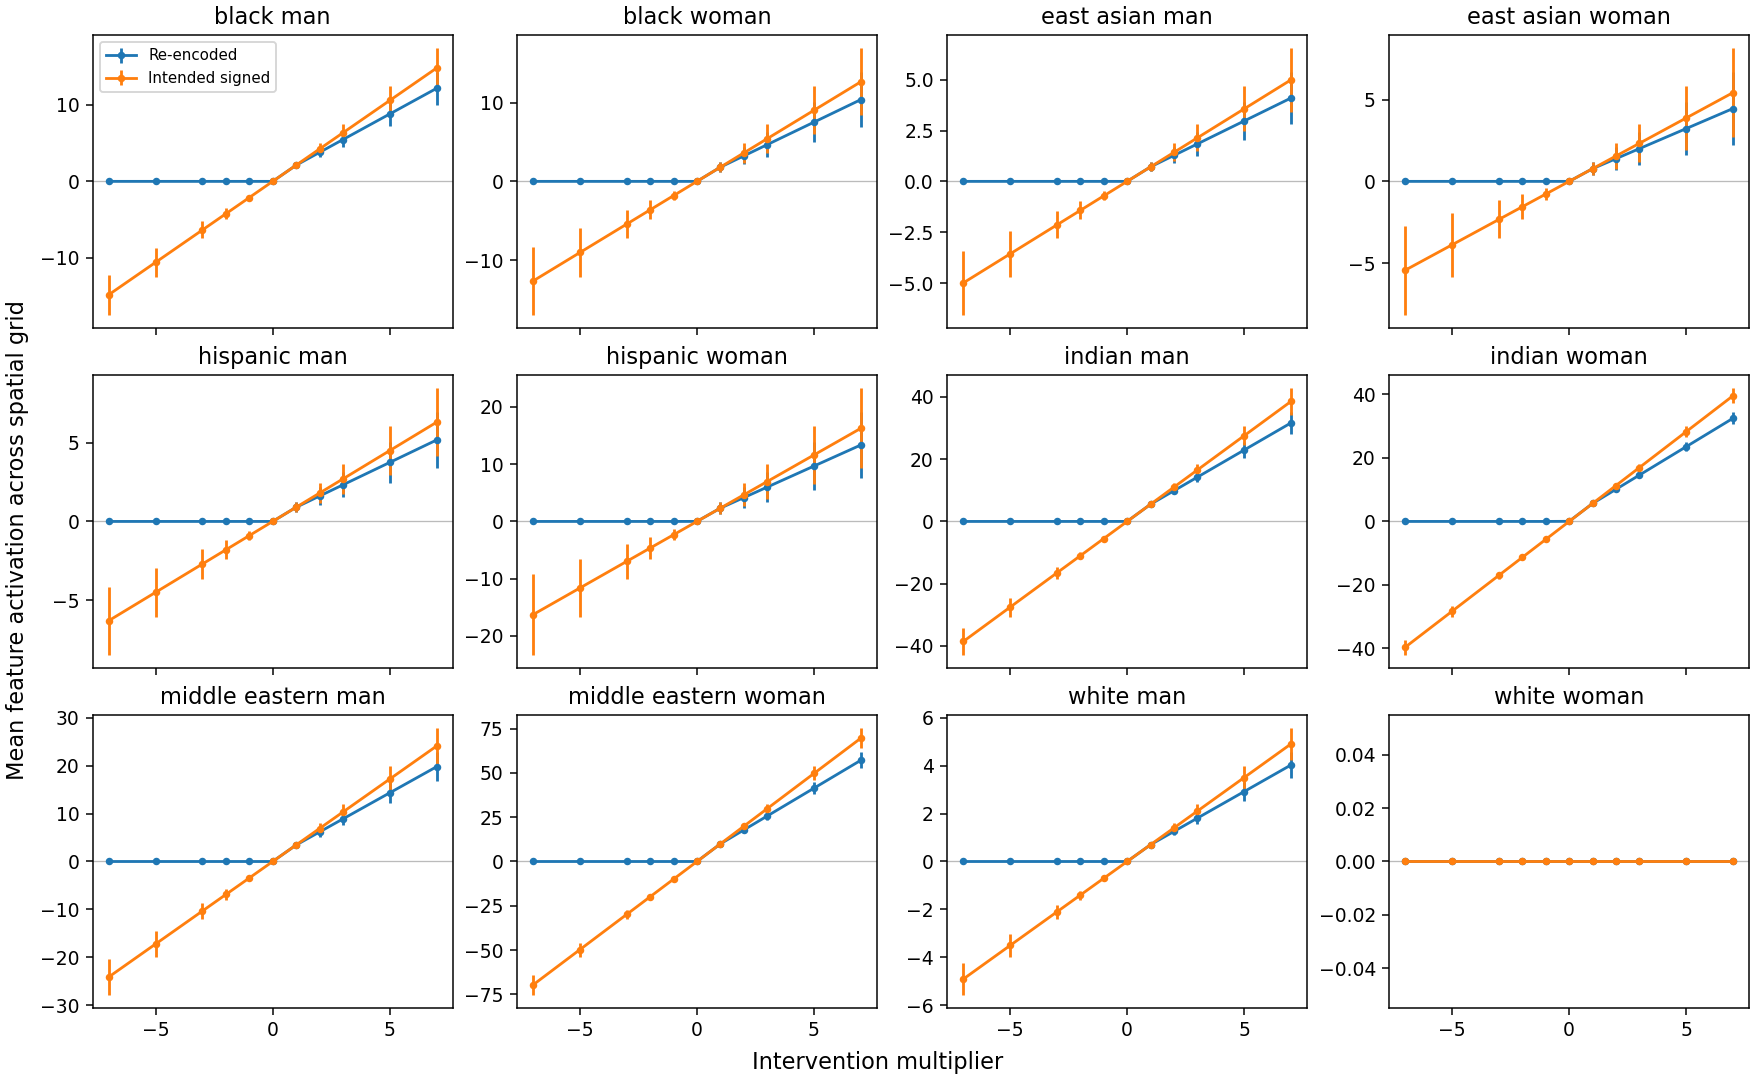 black man
black woman
east asian man
east asian woman
Re-encoded
Intended signed
10
0
−10
10
0
−10
5.0
2.5
0.0
−2.5
−5.0
5
0
−5
hispanic man
hispanic woman
indian man
indian woman
5
0
−5
20
10
0
−10
−20
40
20
0
−20
−40
40
20
0
−20
−40
middle eastern man
middle eastern woman
white man
white woman
30
20
10
0
−10
−20
−30
75
50
25
0
−25
−50
−75
6
4
2
0
−2
−4
−6
0.04
0.02
0.00
−0.02
−0.04
−5 0 5
−5 0 5
−5 0 5
−5 0 5
Mean feature activation across spatial grid
Intervention multiplier